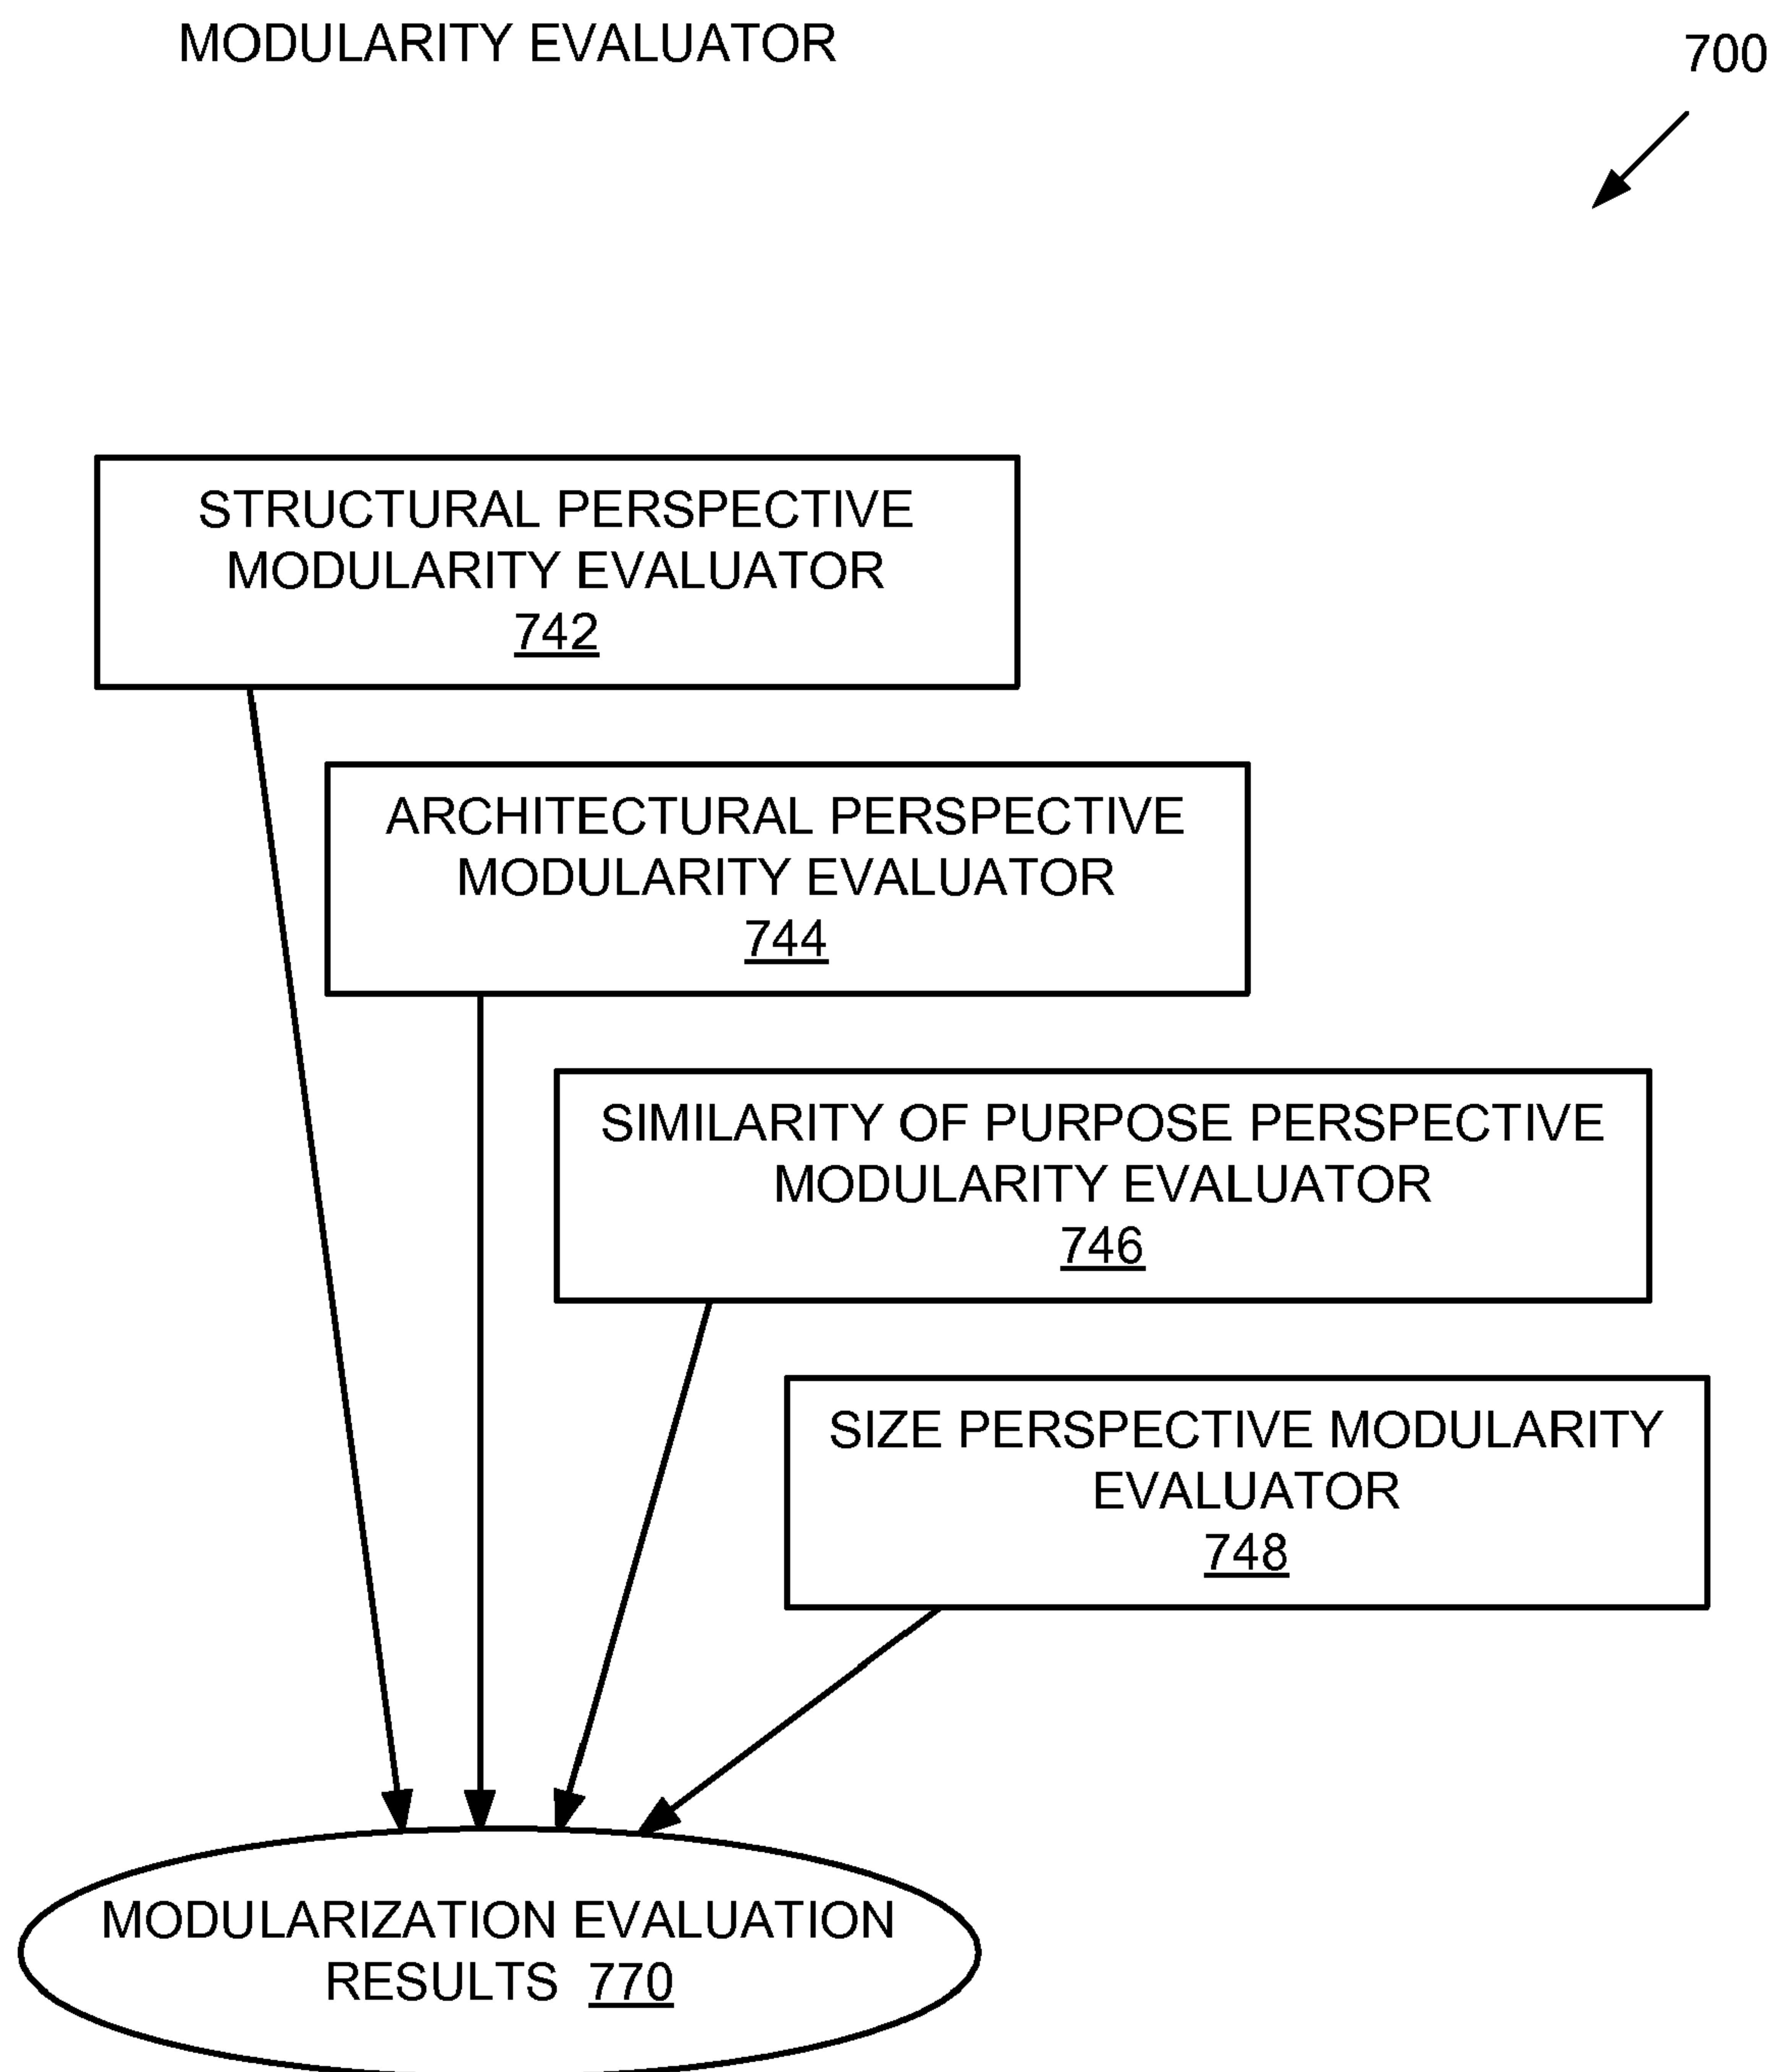 MODULARITY EVALUATOR
700
STRUCTURAL PERSPECTIVE
MODULARITY EVALUATOR
742
ARCHITECTURAL PERSPECTIVE
MODULARITY EVALUATOR
744
SIMILARITY OF PURPOSE PERSPECTIVE
MODULARITY EVALUATOR
746
SIZE PERSPECTIVE MODULARITY
EVALUATOR
748
MODULARIZATION EVALUATION
RESULTS 770